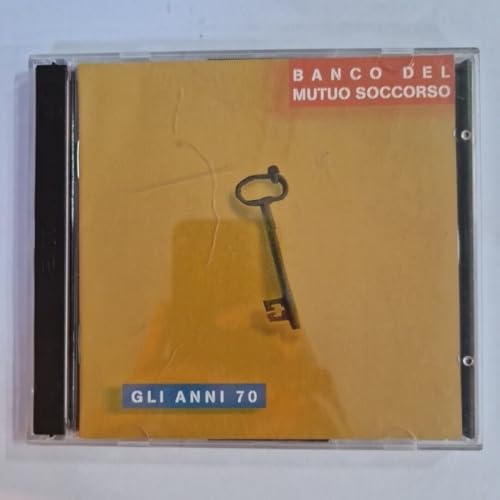 BANCO DEL
MUTUO SOCCORSO
GLI ANNI 70